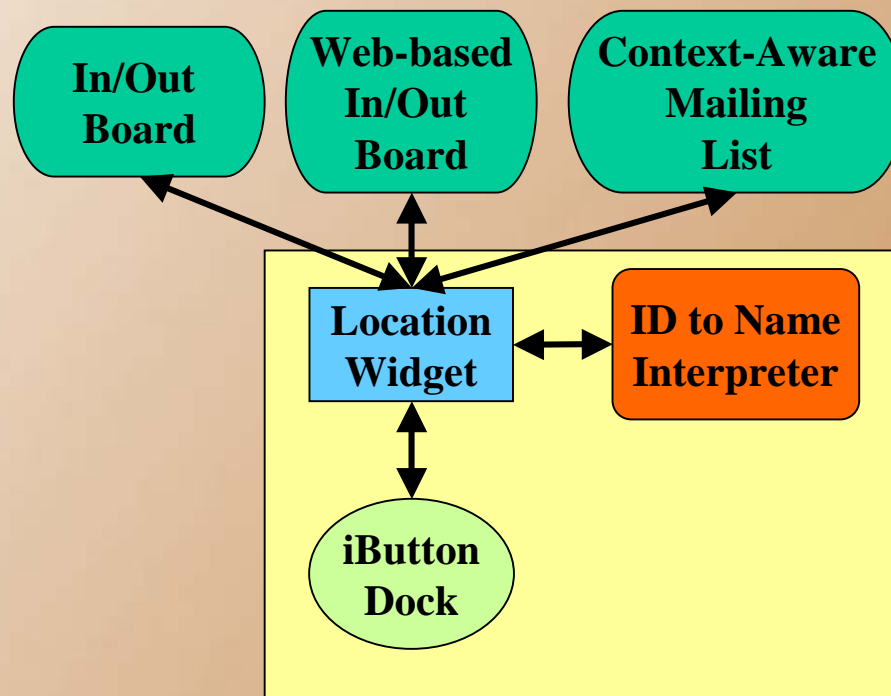 In/Out
Board
Web-based
In/Out
Board
Context-Aware
Mailing
List
Location
Widget
ID to Name
Interpreter
iButton
Dock